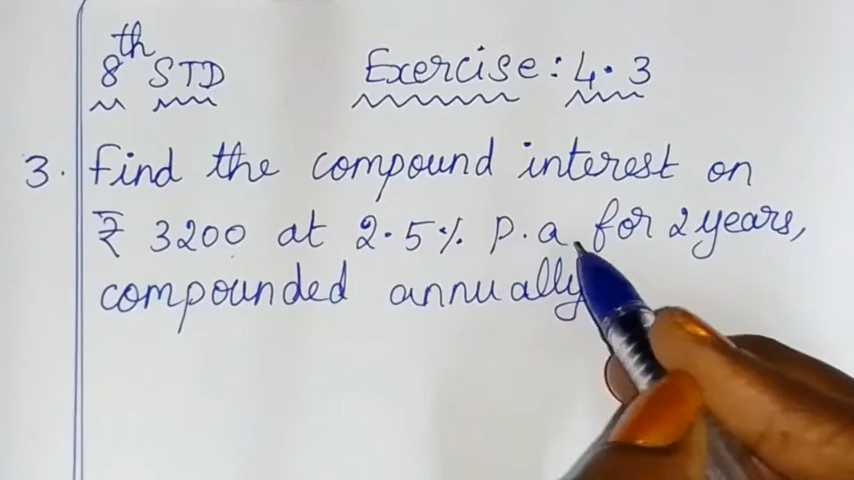 8th STD Exercise: 4.3
3. Find the compound interest on
₹ 3200 at 2.5% p.a for 2 years,
compounded annually